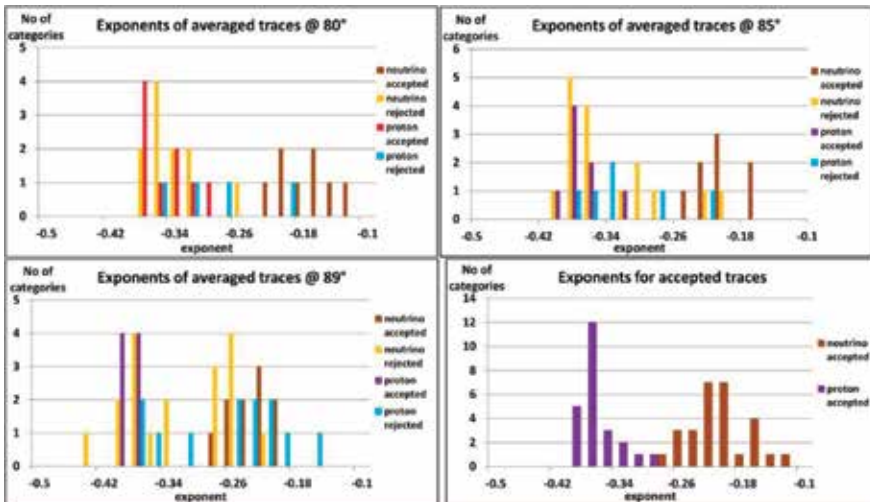 No of
categories
Exponents of averaged traces @ 80°
5
4
3
2
1
0
-0.5
-0.42
-0.34
-0.26
-0.18
-0.1
exponent
neutrino
accepted
neutrino
rejected
proton
accepted
proton
rejected
No of
categories
Exponents of averaged traces @ 85°
6
5
4
3
2
1
0
-0.5
-0.42
-0.34
-0.26
-0.18
-0.1
exponent
neutrino
accepted
neutrino
rejected
proton
accepted
proton
rejected
No of
categories
Exponents of averaged traces @ 89°
5
4
3
2
1
0
-0.5
-0.42
-0.34
-0.26
-0.18
-0.1
exponent
neutrino
accepted
neutrino
rejected
proton
accepted
proton
rejected
No of
categories
Exponents for accepted traces
14
12
10
8
6
4
2
0
-0.5
-0.42
-0.34
-0.26
-0.18
-0.1
exponent
neutrino
accepted
proton
accepted